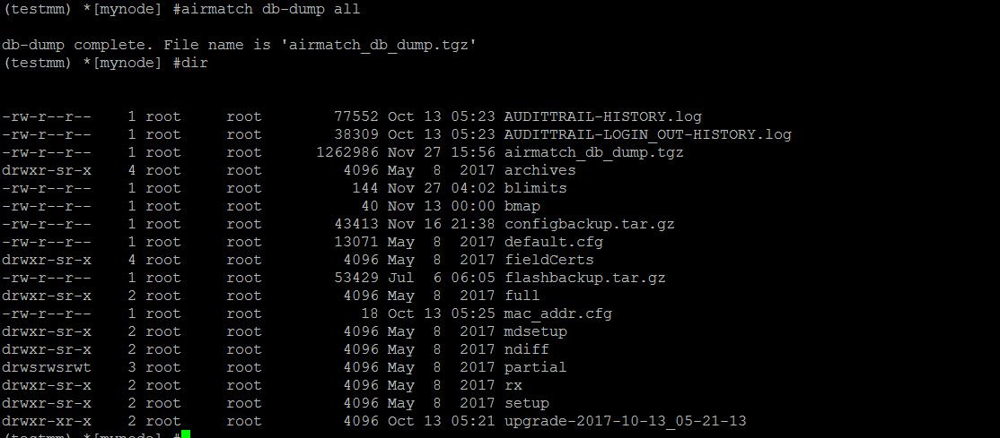 (testmm) *[mynode] #airmatch db-dump all
db-dump complete. File name is 'airmatch_db_dump.tgz'
(testmm) *[mynode] #dir
-rw-r--r-- 1 root root 77552 Oct 13 05:23 AUDITTRAIL-HISTORY.log
-rw-r--r-- 1 root root 38309 Oct 13 05:23 AUDITTRAIL-LOGIN_OUT-HISTORY.log
-rw-r--r-- 1 root root 1262986 Nov 27 15:56 airmatch_db_dump.tgz
drwxr-sr-x 4 root root 4096 May 8 2017 archives
-rw-r--r-- 1 root root 144 Nov 27 04:02 blimits
-rw-r--r-- 1 root root 40 Nov 13 00:00 bmap
-rw-r--r-- 1 root root 43413 Nov 16 21:38 configbackup.tar.gz
-rw-r--r-- 1 root root 13071 May 8 2017 default.cfg
drwxr-sr-x 4 root root 4096 May 8 2017 fieldCerts
-rw-r--r-- 1 root root 53429 Jul 6 06:05 flashbackup.tar.gz
drwxr-sr-x 2 root root 4096 May 8 2017 full
-rw-r--r-- 1 root root 18 Oct 13 05:25 mac_addr.cfg
drwxr-sr-x 2 root root 4096 May 8 2017 mdsetup
drwxr-sr-x 2 root root 4096 May 8 2017 ndiff
drwsrwsrwt 3 root root 4096 May 8 2017 partial
drwxr-sr-x 2 root root 4096 May 8 2017 rx
drwxr-sr-x 2 root root 4096 May 8 2017 setup
drwxr-xr-x 2 root root 4096 Oct 13 05:21 upgrade-2017-10-13_05-21-13
(testmm) *[mynode] #